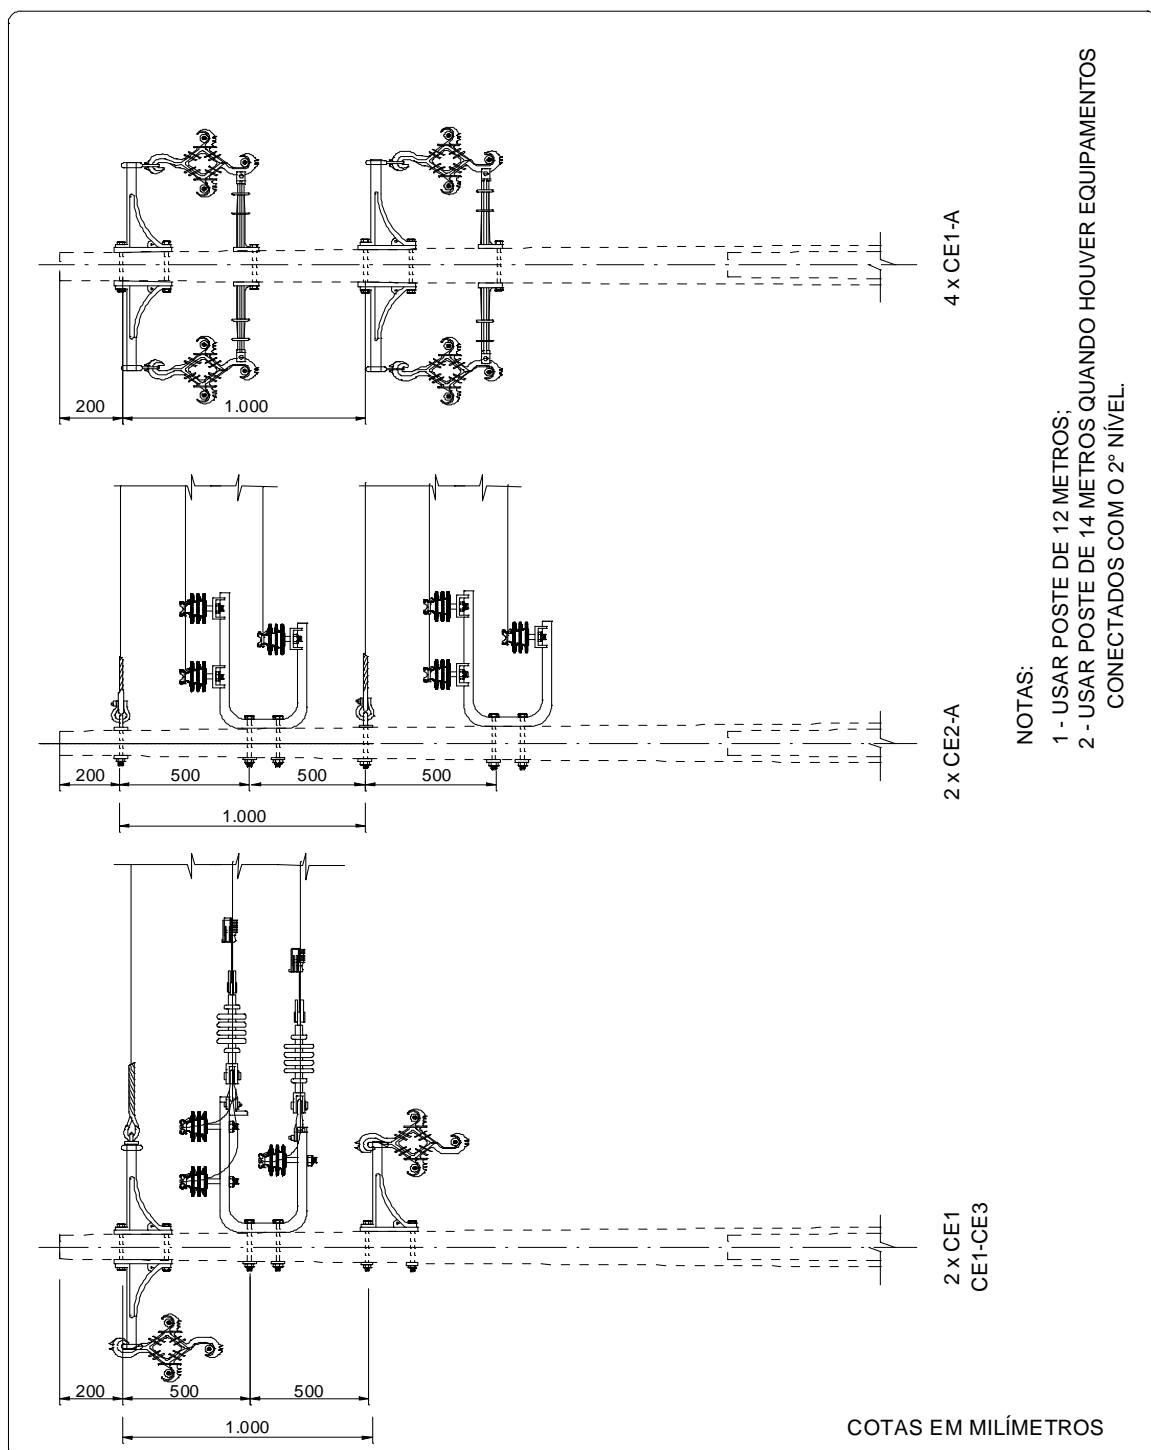 200
1.000
4 x CE1-A
200
500
500
500
1.000
2 x CE2-A
200
500
500
1.000
2 x CE1
CE1-CE3
NOTAS:
1 - USAR POSTE DE 12 METROS;
2 - USAR POSTE DE 14 METROS QUANDO HOUVER EQUIPAMENTOS
CONECTADOS COM O 2° NÍVEL.
COTAS EM MILÍMETROS